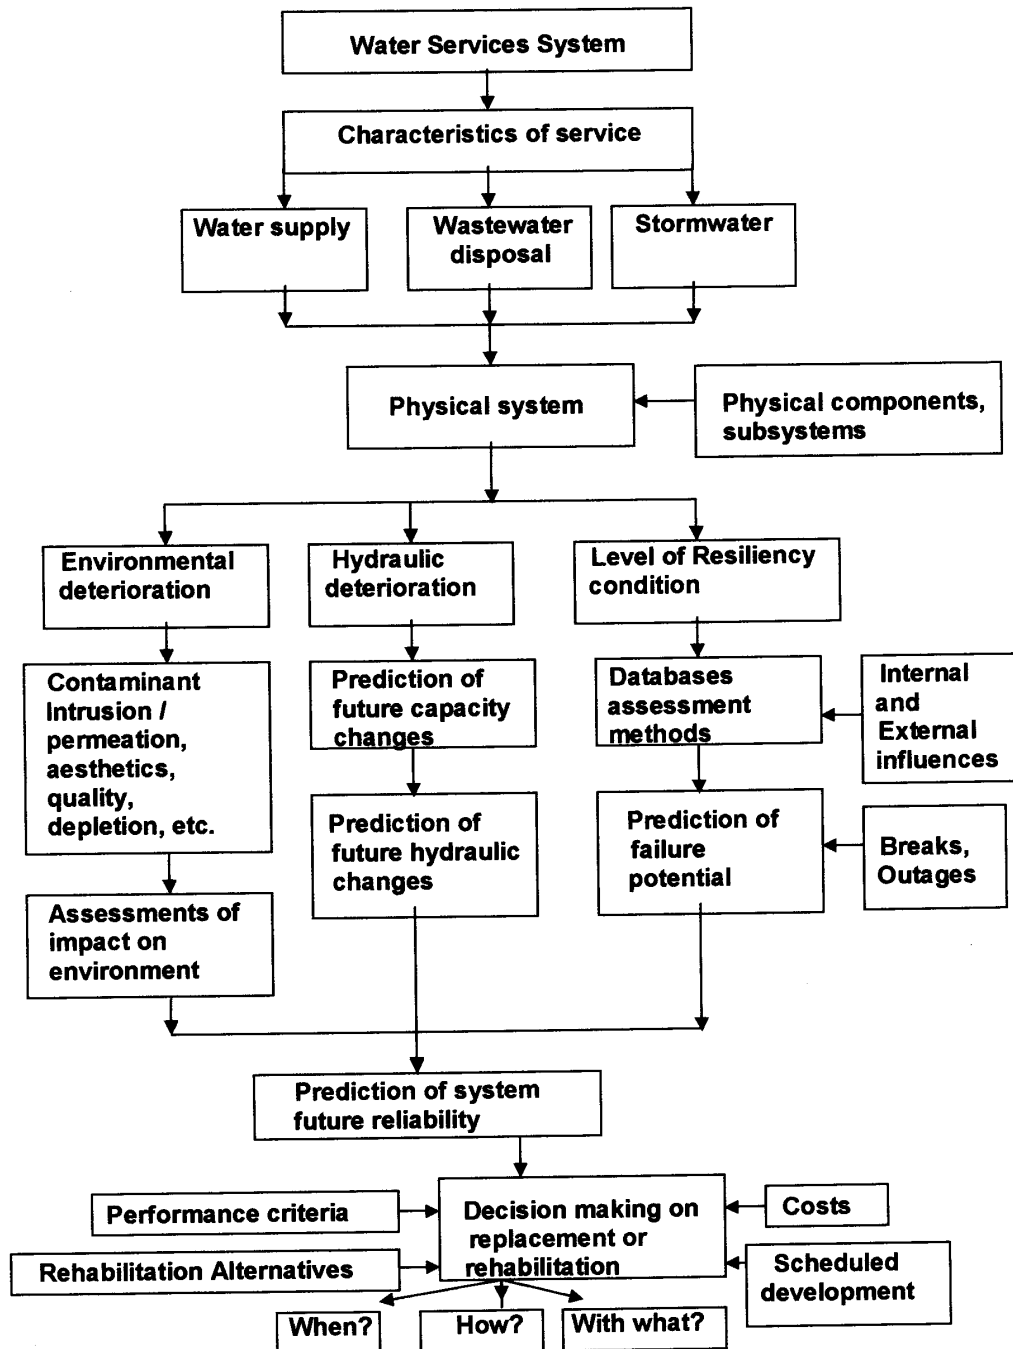 Water Services System
Characteristics of service
Water supply
Wastewater
disposal
Stormwater
Physical system
Physical components,
subsystems
Environmental
deterioration
Hydraulic
deterioration
Level of Resiliency
condition
Contaminant
Intrusion /
permeation,
aesthetics,
quality,
depletion, etc.
Prediction of
future capacity
changes
Databases
assessment
methods
Internal
and
External
influences
Prediction of
future hydraulic
changes
Prediction of
failure
potential
Breaks,
Outages
Assessments of
impact on
environment
Prediction of system
future reliability
Performance criteria
Rehabilitation Alternatives
Decision making on
replacement or
rehabilitation
Costs
Scheduled
development
When?
How?
With what?